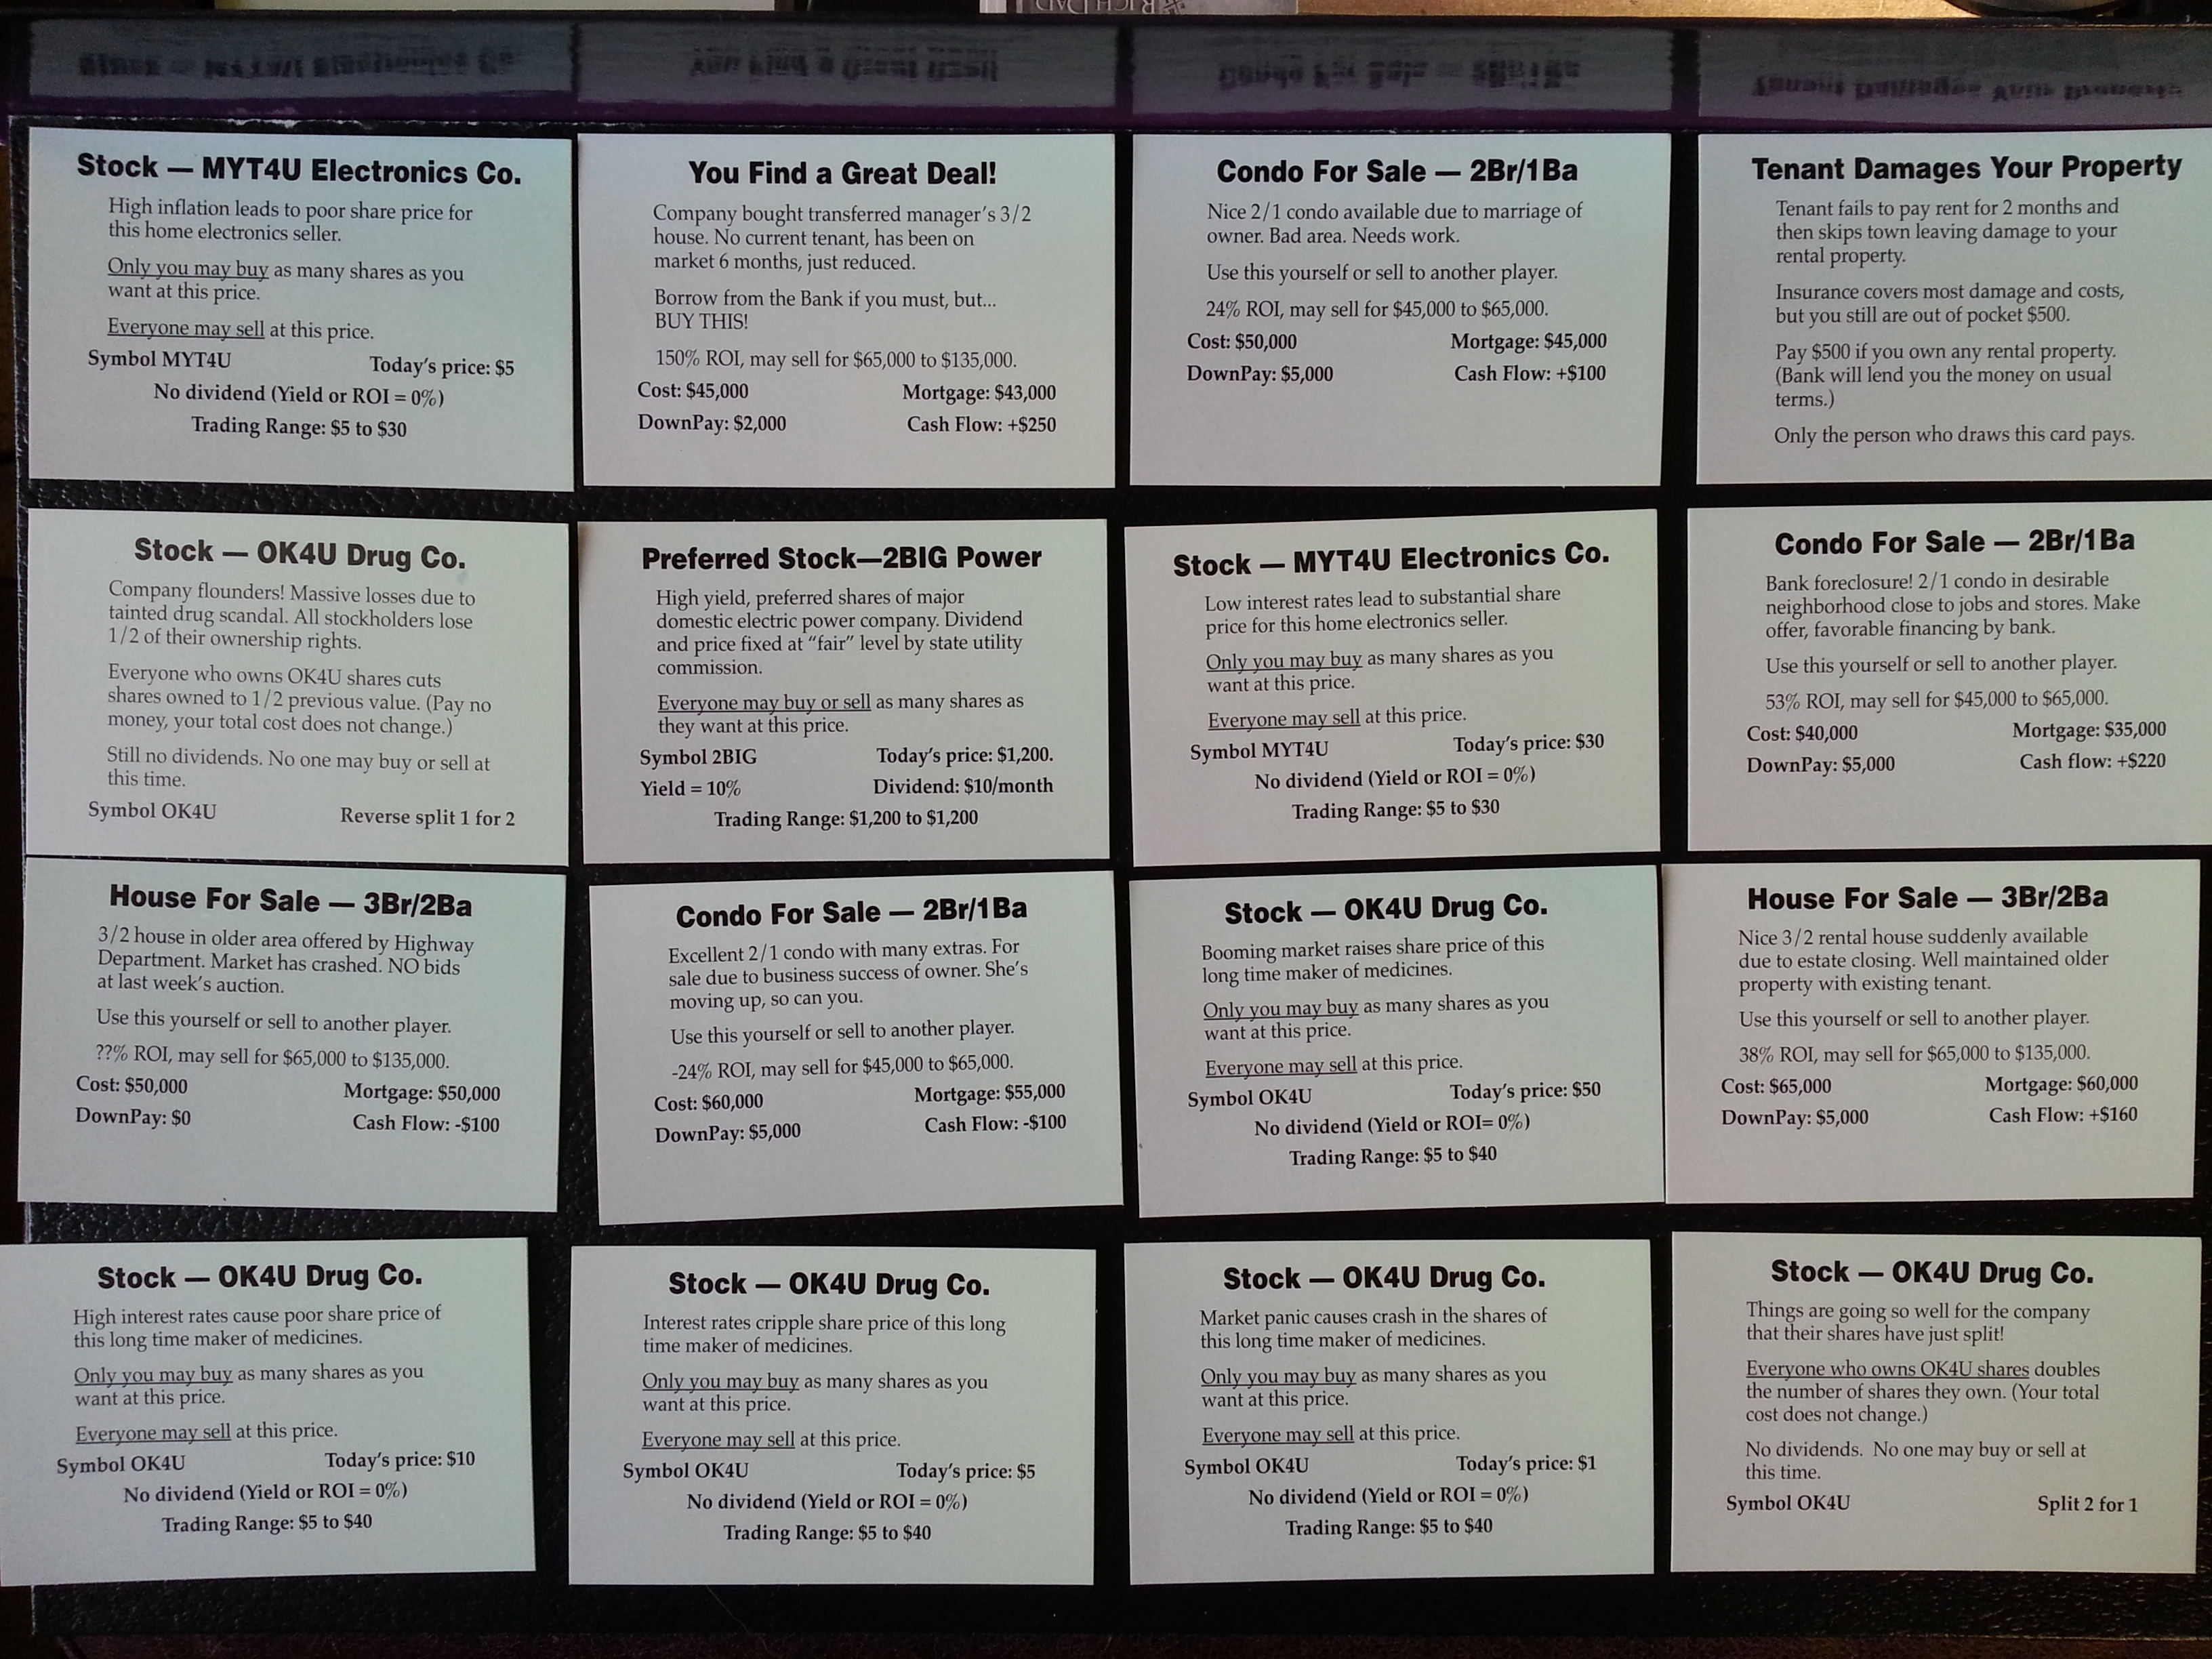 RICH DAD
Stock — MYT4U Electronics Co.
High inflation leads to poor share price for
this home electronics seller.
Only you may buy as many shares as you
want at this price.
Everyone may sell at this price.
Symbol MYT4U Today's price: $5
No dividend (Yield or ROI = 0%)
Trading Range: $5 to $30
You Find a Great Deal!
Company bought transferred manager's 3/2
house. No current tenant, has been on
market 6 months, just reduced.
Borrow from the Bank if you must, but...
BUY THIS!
150% ROI, may sell for $65,000 to $135,000.
Cost: $45,000 Mortgage: $43,000
DownPay: $2,000 Cash Flow: +$250
Condo For Sale — 2Br/1Ba
Nice 2/1 condo available due to marriage of
owner. Bad area. Needs work.
Use this yourself or sell to another player.
24% ROI, may sell for $45,000 to $65,000.
Cost: $50,000 Mortgage: $45,000
DownPay: $5,000 Cash Flow: +$100
Tenant Damages Your Property
Tenant fails to pay rent for 2 months and
then skips town leaving damage to your
rental property.
Insurance covers most damage and costs,
but you still are out of pocket $500.
Pay $500 if you own any rental property.
(Bank will lend you the money on usual
terms.)
Only the person who draws this card pays.
Stock — OK4U Drug Co.
Company flounders! Massive losses due to
tainted drug scandal. All stockholders lose
1/2 of their ownership rights.
Everyone who owns OK4U shares cuts
shares owned to 1/2 previous value. (Pay no
money, your total cost does not change.)
Still no dividends. No one may buy or sell at
this time.
Symbol OK4U Reverse split 1 for 2
Preferred Stock—2BIG Power
High yield, preferred shares of major
domestic electric power company. Dividend
and price fixed at "fair" level by state utility
commission.
Everyone may buy or sell as many shares as
they want at this price.
Symbol 2BIG Today's price: $1,200.
Yield = 10% Dividend: $10/month
Trading Range: $1,200 to $1,200
Stock — MYT4U Electronics Co.
Low interest rates lead to substantial share
price for this home electronics seller.
Only you may buy as many shares as you
want at this price.
Everyone may sell at this price.
Symbol MYT4U Today's price: $30
No dividend (Yield or ROI = 0%)
Trading Range: $5 to $30
Condo For Sale — 2Br/1Ba
Bank foreclosure! 2/1 condo in desirable
neighborhood close to jobs and stores. Make
offer, favorable financing by bank.
Use this yourself or sell to another player.
53% ROI, may sell for $45,000 to $65,000.
Cost: $40,000 Mortgage: $35,000
DownPay: $5,000 Cash flow: +$220
House For Sale — 3Br/2Ba
3/2 house in older area offered by Highway
Department. Market has crashed. NO bids
at last week's auction.
Use this yourself or sell to another player.
??% ROI, may sell for $65,000 to $135,000.
Cost: $50,000 Mortgage: $50,000
DownPay: $0 Cash Flow: -$100
Condo For Sale — 2Br/1Ba
Excellent 2/1 condo with many extras. For
sale due to business success of owner. She's
moving up, so can you.
Use this yourself or sell to another player.
-24% ROI, may sell for $45,000 to $65,000.
Cost: $60,000 Mortgage: $55,000
DownPay: $5,000 Cash Flow: -$100
Stock — OK4U Drug Co.
Booming market raises share price of this
long time maker of medicines.
Only you may buy as many shares as you
want at this price.
Everyone may sell at this price.
Symbol OK4U Today's price: $50
No dividend (Yield or ROI= 0%)
Trading Range: $5 to $40
House For Sale — 3Br/2Ba
Nice 3/2 rental house suddenly available
due to estate closing. Well maintained older
property with existing tenant.
Use this yourself or sell to another player.
38% ROI, may sell for $65,000 to $135,000.
Cost: $65,000 Mortgage: $60,000
DownPay: $5,000 Cash Flow: +$160
Stock — OK4U Drug Co.
High interest rates cause poor share price of
this long time maker of medicines.
Only you may buy as many shares as you
want at this price.
Everyone may sell at this price.
Symbol OK4U Today's price: $10
No dividend (Yield or ROI = 0%)
Trading Range: $5 to $40
Stock — OK4U Drug Co.
Interest rates cripple share price of this long
time maker of medicines.
Only you may buy as many shares as you
want at this price.
Everyone may sell at this price.
Symbol OK4U Today's price: $5
No dividend (Yield or ROI = 0%)
Trading Range: $5 to $40
Stock — OK4U Drug Co.
Market panic causes crash in the shares of
this long time maker of medicines.
Only you may buy as many shares as you
want at this price.
Everyone may sell at this price.
Symbol OK4U Today's price: $1
No dividend (Yield or ROI = 0%)
Trading Range: $5 to $40
Stock — OK4U Drug Co.
Things are going so well for the company
that their shares have just split!
Everyone who owns OK4U shares doubles
the number of shares they own. (Your total
cost does not change.)
No dividends. No one may buy or sell at
this time.
Symbol OK4U Split 2 for 1